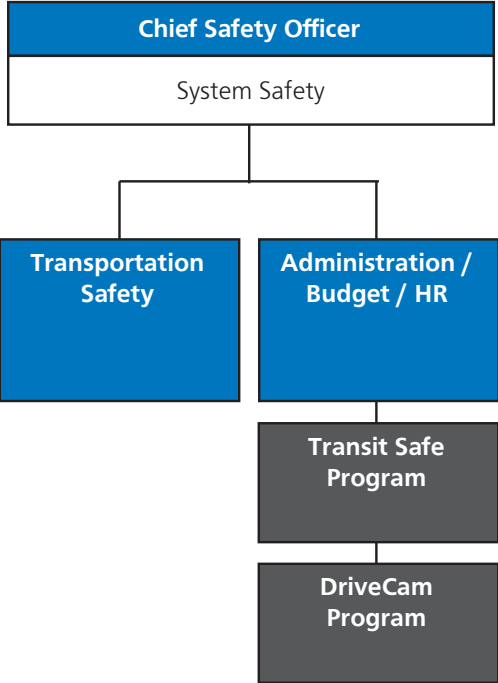 Chief Safety Officer
System Safety
Transportation
Safety
Administration /
Budget / HR
Transit Safe
Program
DriveCam
Program